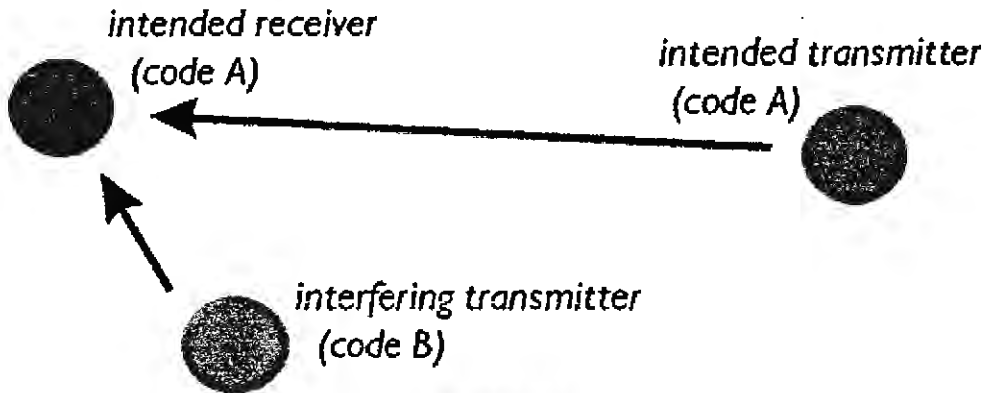 intended receiver
(code A)
intended transmitter
(code A)
interfering transmitter
(code B)